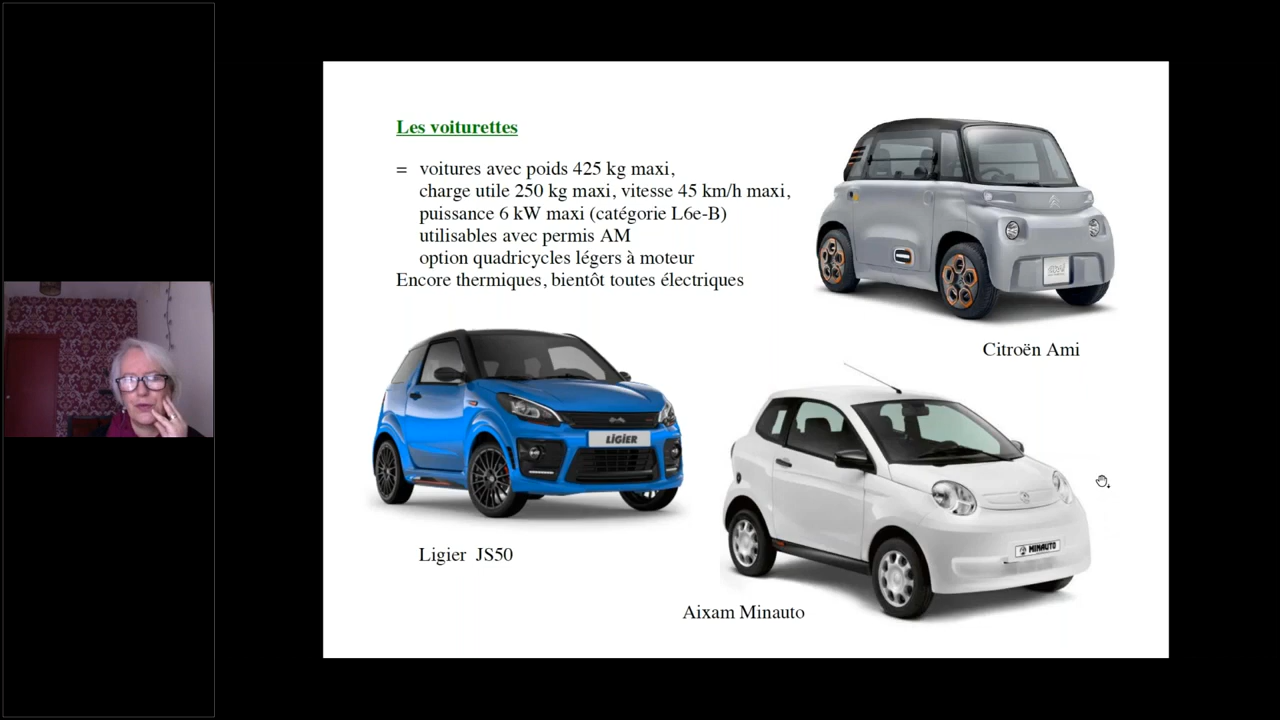 Les voiturettes
= voitures avec poids 425 kg maxi,
charge utile 250 kg maxi, vitesse 45 km/h maxi,
puissance 6 kW maxi (catégorie L6e-B)
utilisables avec permis AM
option quadricycles légers à moteur
Encore thermiques, bientôt toutes électriques
Citroën Ami
LIGIER
Ligier JS50
MINAUTO
Aixam Minauto